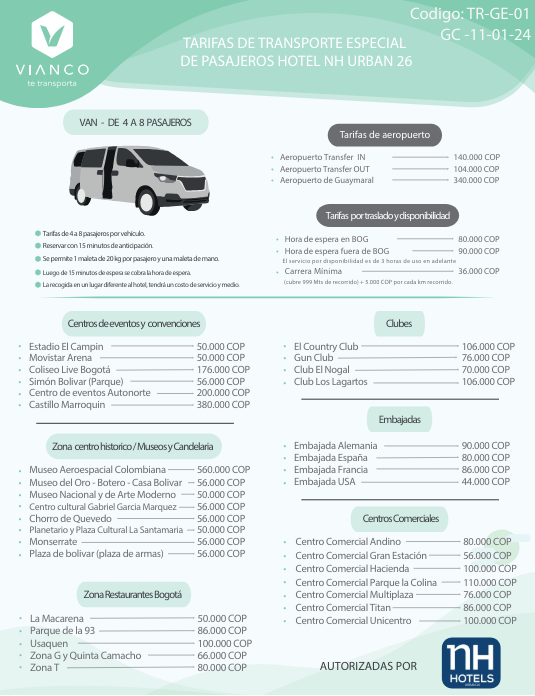 Codigo: TR-GE-01
GC -11-01-24
VIANCO
te transporta
TARIFAS DE TRANSPORTE ESPECIAL
DE PASAJEROS HOTEL NH URBAN 26
VAN - DE 4 A 8 PASAJEROS
Tarifas de 4 a 8 pasajeros por vehículo.
Reservar con 15 minutos de anticipación.
Se permite 1 maleta de 20 kg por pasajero y una maleta de mano.
Luego de 15 minutos de espera se cobra la hora de espera.
La recogida en un lugar diferente al hotel, tendrá un costo de servicio y medio.
Tarifas de aeropuerto
Aeropuerto Transfer IN 140.000 COP
Aeropuerto Transfer OUT 104.000 COP
Aeropuerto de Guaymaral 340.000 COP
Tarifas por traslado y disponibilidad
Hora de espera en BOG 80.000 COP
Hora de espera fuera de BOG 90.000 COP
El servicio por disponibilidad es de 3 horas de uso en adelante
Carrera Mínima 36.000 COP
(cubre 999 Mts de recorrido) + 5.000 COP por cada km recorrido.
Centros de eventos y convenciones
Estadio El Campin 50.000 COP
Movistar Arena 50.000 COP
Coliseo Live Bogotá 176.000 COP
Simón Bolivar (Parque) 56.000 COP
Centro de eventos Autonorte 200.000 COP
Castillo Marroquin 380.000 COP
Zona centro historico / Museos y Candelaria
Museo Aeroespacial Colombiana 560.000 COP
Museo del Oro - Botero - Casa Bolivar 56.000 COP
Museo Nacional y de Arte Moderno 50.000 COP
Centro cultural Gabriel Garcia Marquez 56.000 COP
Chorro de Quevedo 56.000 COP
Planetario y Plaza Cultural La Santamaria 50.000 COP
Monserrate 56.000 COP
Plaza de bolivar (plaza de armas) 56.000 COP
Zona Restaurantes Bogotá
La Macarena 50.000 COP
Parque de la 93 86.000 COP
Usaquen 100.000 COP
Zona G y Quinta Camacho 66.000 COP
Zona T 80.000 COP
Clubes
El Country Club 106.000 COP
Gun Club 76.000 COP
Club El Nogal 70.000 COP
Club Los Lagartos 106.000 COP
Embajadas
Embajada Alemania 90.000 COP
Embajada España 80.000 COP
Embajada Francia 86.000 COP
Embajada USA 44.000 COP
Centros Comerciales
Centro Comercial Andino 80.000 COP
Centro Comercial Gran Estación 56.000 COP
Centro Comercial Hacienda 100.000 COP
Centro Comercial Parque la Colina 110.000 COP
Centro Comercial Multiplaza 76.000 COP
Centro Comercial Titan 86.000 COP
Centro Comercial Unicentro 100.000 COP
AUTORIZADAS POR
nH
HOTELS